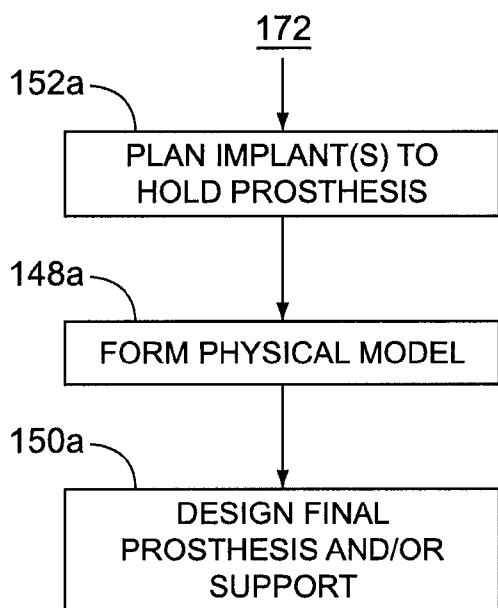 172
152a
PLAN IMPLANT(S) TO
HOLD PROSTHESIS
148a
FORM PHYSICAL MODEL
150a
DESIGN FINAL
PROSTHESIS AND/OR
SUPPORT